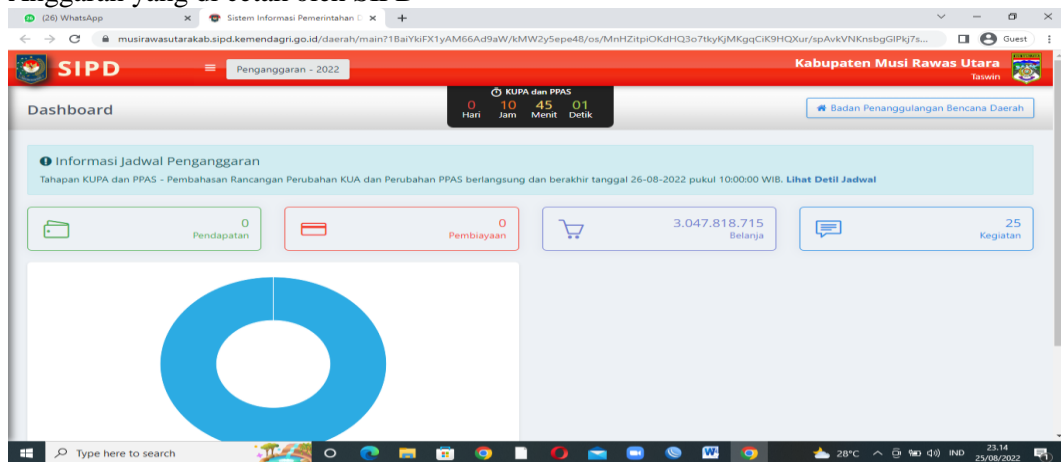 Anggaran yang di cetak oleh SIPD
(26) WhatsApp
Sistem Informasi Pemerintahan D
musirawasutarakab.sipd.kemendagri.go.id/daerah/main?1BaiYkiFX1yAM66Ad9aW/kMW2y5epe48/os/MnHZitpiOKdHQ3o7tkyKjMKgqCiK9HQXur/spAvkVNKnsbgGIPkj7s...
Guest
SIPD
Penganggaran - 2022
Kabupaten Musi Rawas Utara
Taswin
Dashboard
KUPA dan PPAS
0 10 45 01
Hari Jam Menit Detik
Badan Penanggulangan Bencana Daerah
Informasi Jadwal Penganggaran
Tahapan KUPA dan PPAS - Pembahasan Rancangan Perubahan KUA dan Perubahan PPAS berlangsung dan berakhir tanggal 26-08-2022 pukul 10:00:00 WIB. Lihat Detil Jadwal
0
Pendapatan
0
Pembiayaan
3.047.818.715
Belanja
25
Kegiatan
Type here to search
28°C
IND
23.14
25/08/2022